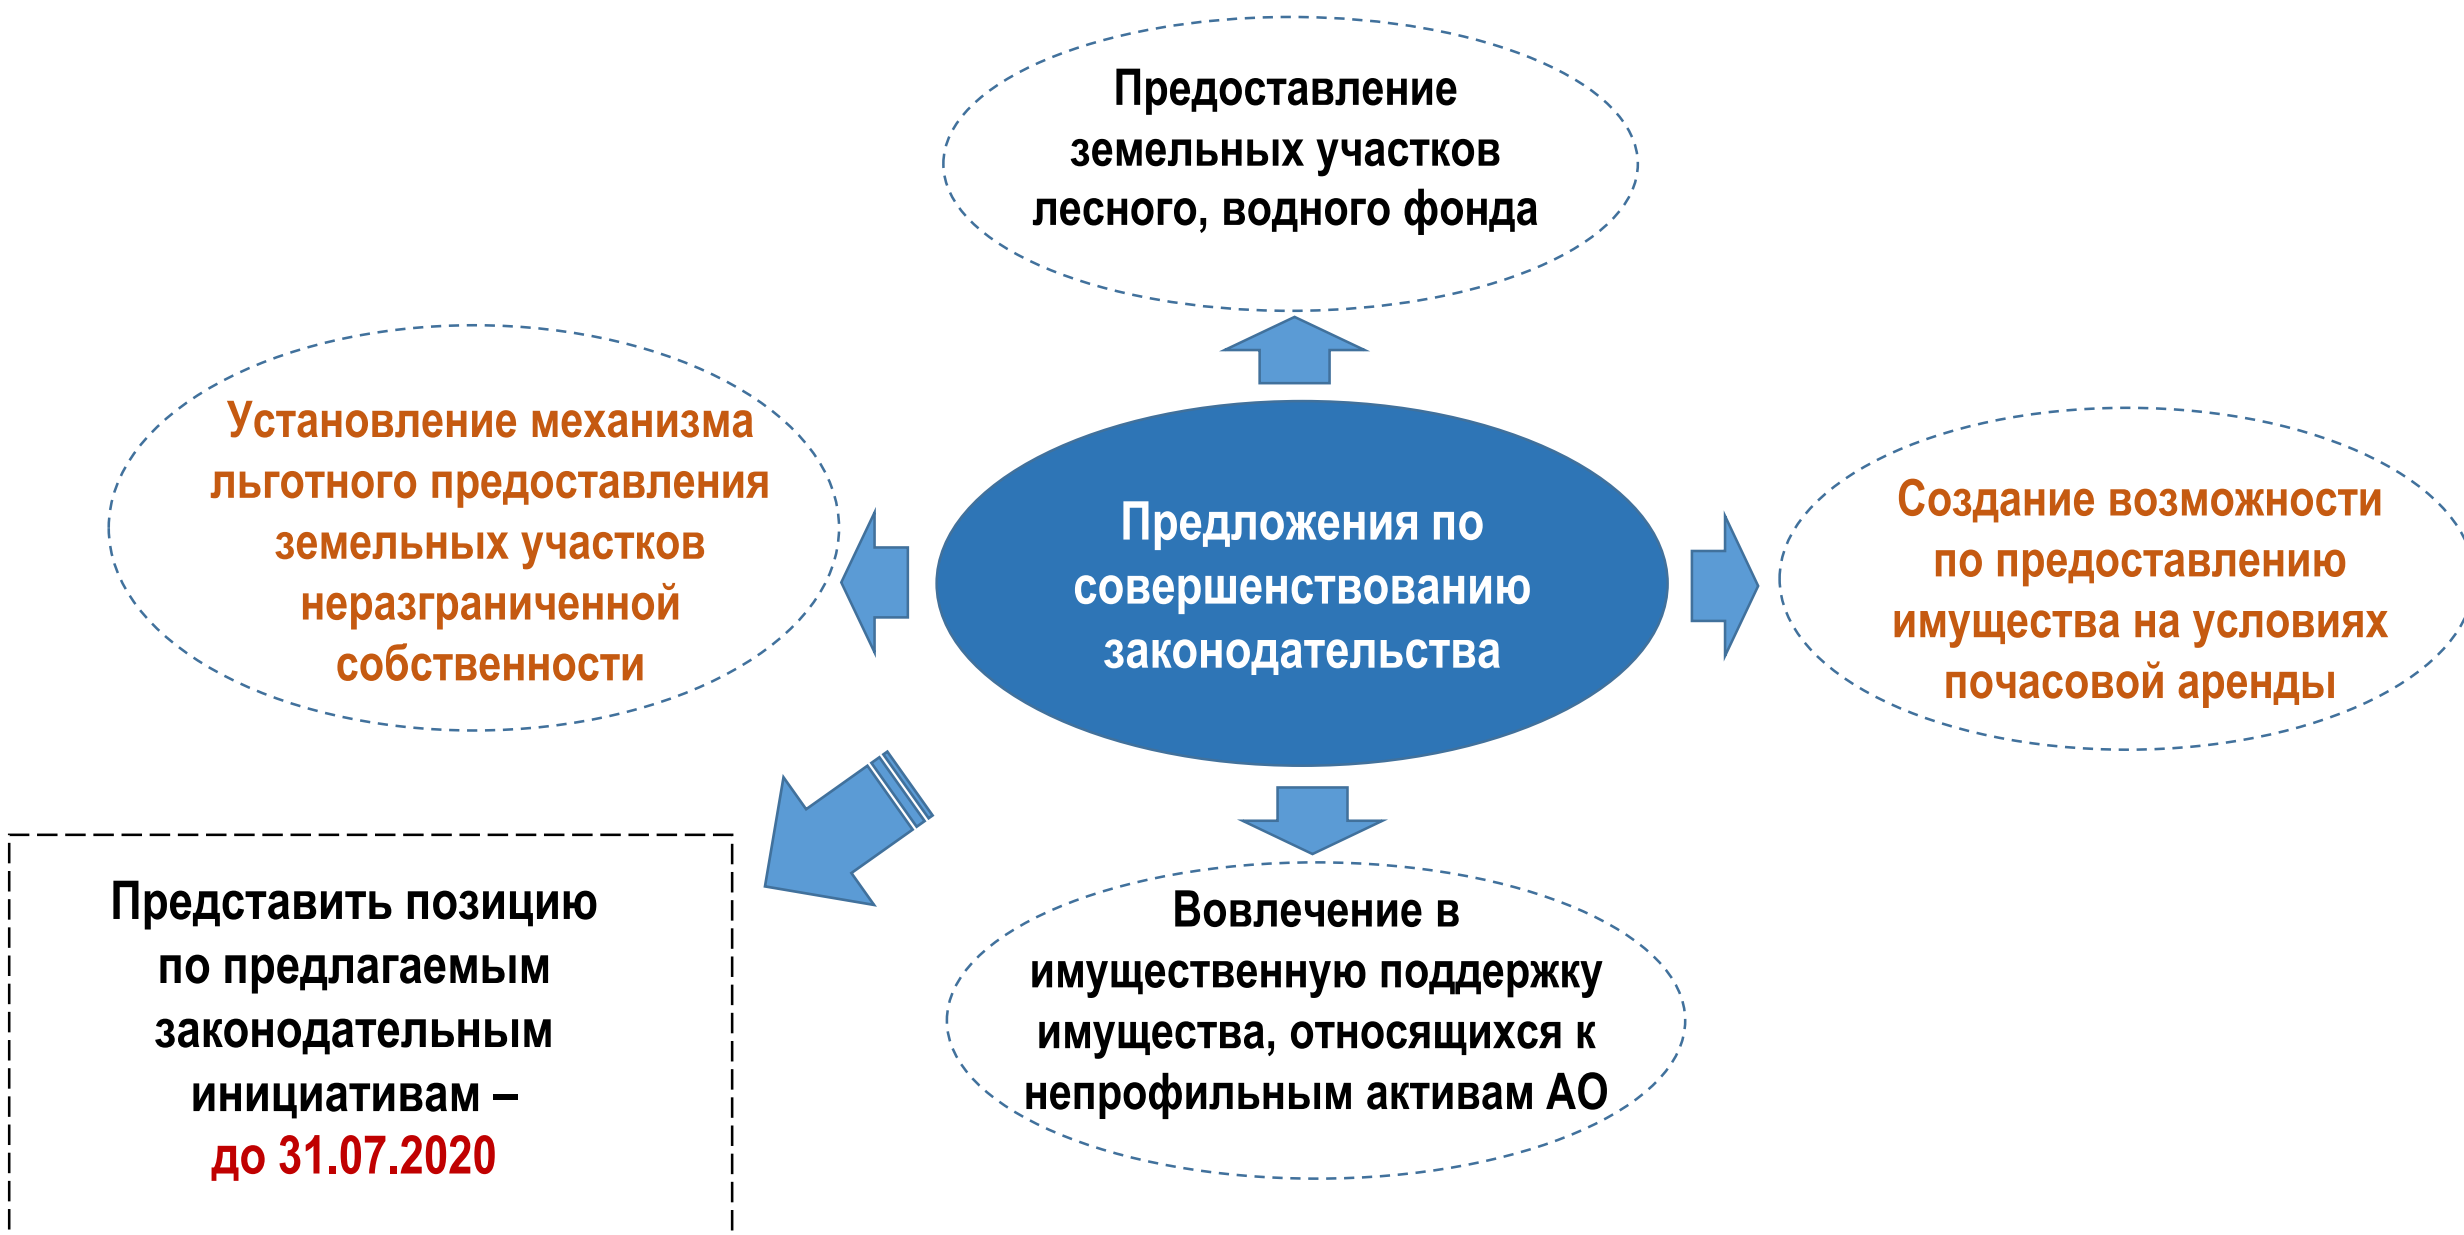 Предоставление
земельных участков
лесного, водного фонда
Установление механизма
льготного предоставления
земельных участков
неразграниченной
собственности
Предложения по
совершенствованию
законодательства
Создание возможности
по предоставлению
имущества на условиях
почасовой аренды
Представить позицию
по предлагаемым
законодательным
инициативам –
до 31.07.2020
Вовлечение в
имущественную поддержку
имущества, относящихся к
непрофильным активам АО